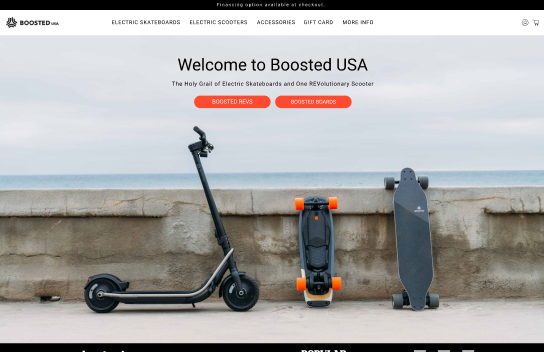 Financing option available at checkout.
BOOSTED USA
ELECTRIC SKATEBOARDS
ELECTRIC SCOOTERS
ACCESSORIES
GIFT CARD
MORE INFO
Welcome to Boosted USA
The Holy Grail of Electric Skateboards and One REVolutionary Scooter
BOOSTED REVS
BOOSTED BOARDS